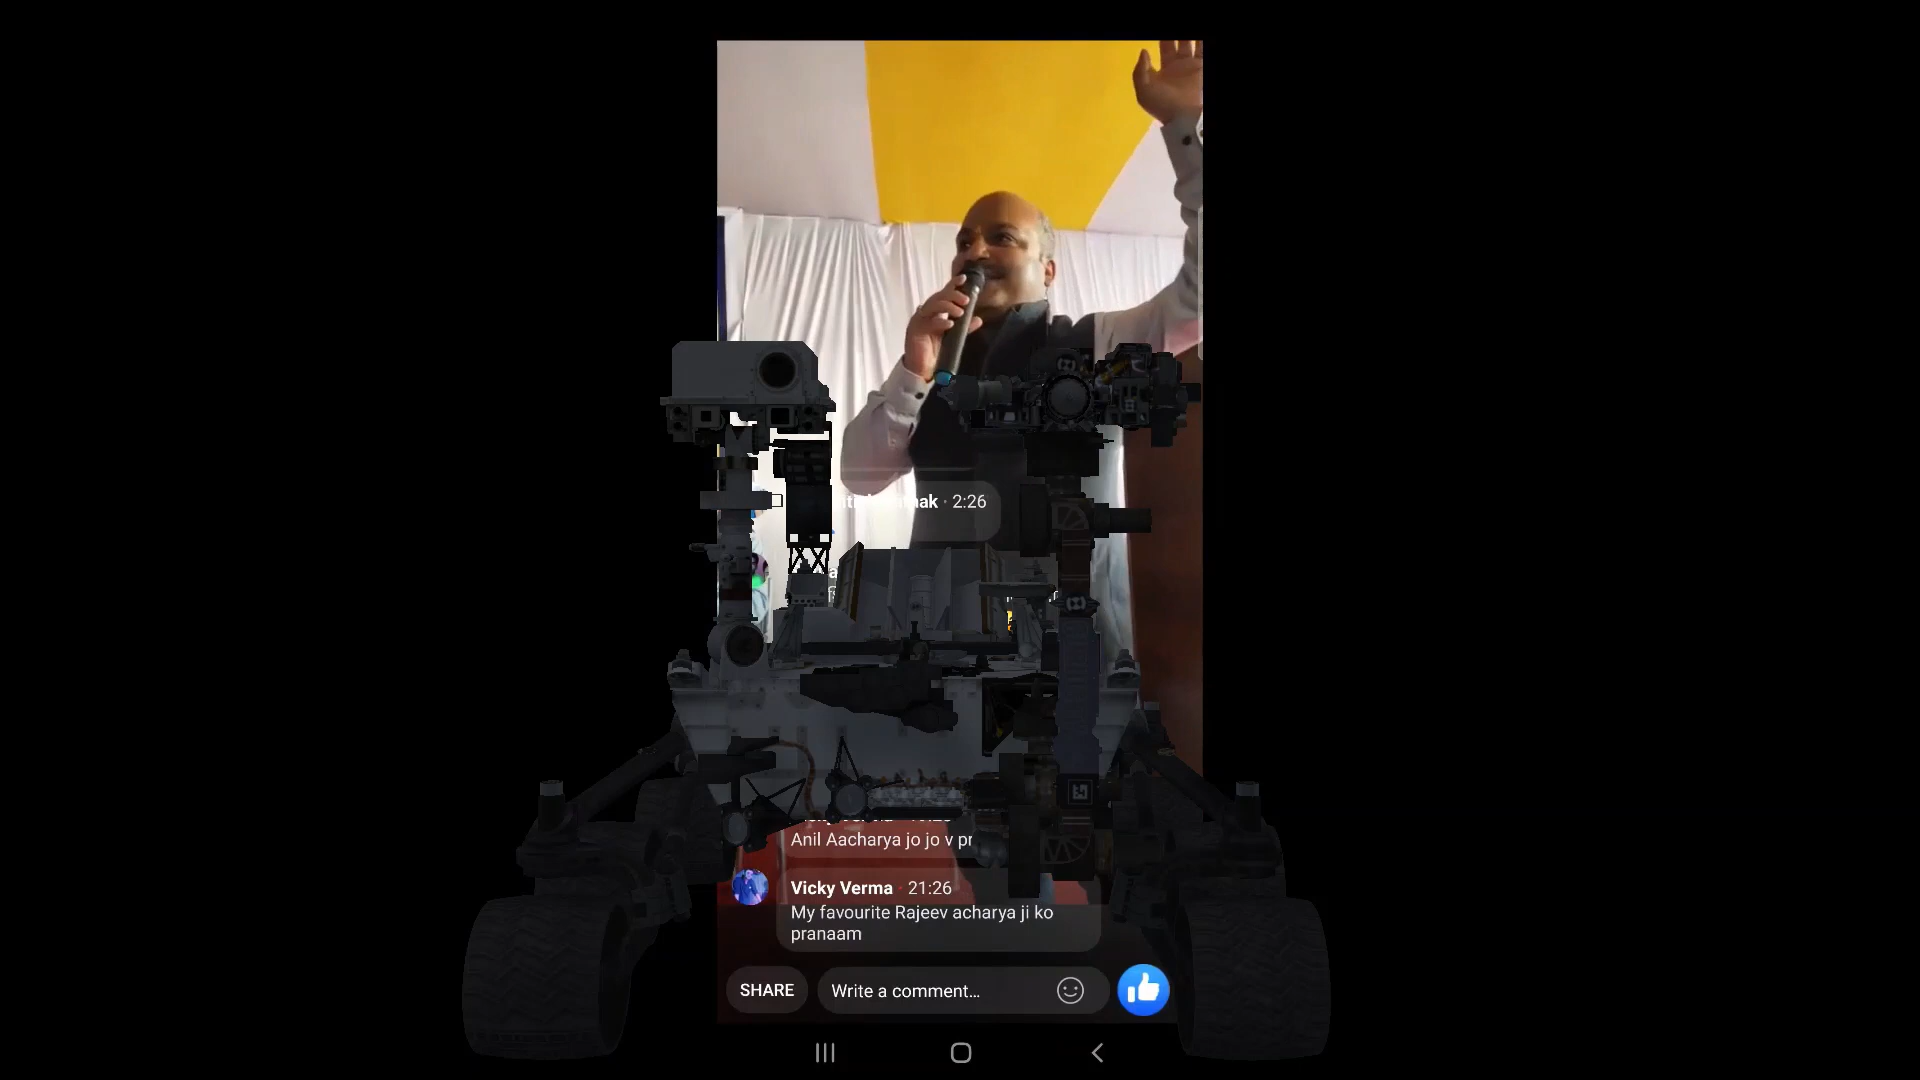 · 2:26
Anil Aacharya jo jo v
Vicky Verma · 21:26
My favourite Rajeev acharya ji ko
pranaam
SHARE
Write a comment...